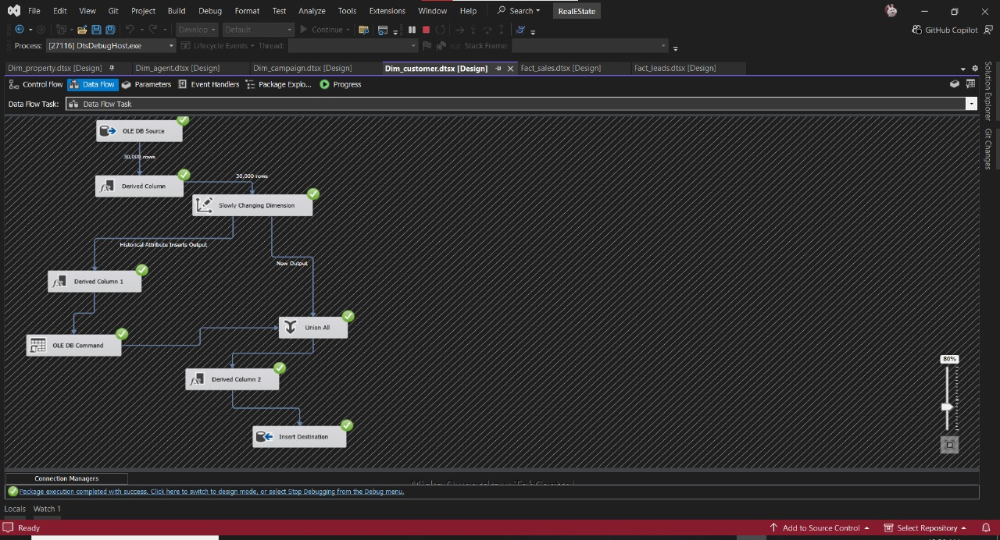 File Edit View Git Project Build Debug Format Test Analyze Tools Extensions Window Help Search RealEState
Develop Default Continue GitHub Copilot
Process: [27116] DtsDebugHost.exe Lifecycle Events Thread: Stack Frame:
Dim_property.dtsx [Design] Dim_agent.dtsx [Design] Dim_campaign.dtsx [Design] Dim_customer.dtsx [Design] Fact_sales.dtsx [Design] Fact_leads.dtsx [Design]
Control Flow Data Flow Parameters Event Handlers Package Explo... Progress
Data Flow Task: Data Flow Task
Solution Explorer
Git Changes
OLE DB Source
30,000 rows
30,000 rows
Derived Column
Slowly Changing Dimension
Historical Attribute Inserts Output
New Output
Derived Column 1
Union All
OLE DB Command
80%
Derived Column 2
Insert Destination
Connection Managers
Package execution completed with success. Click here to switch to design mode, or select Stop Debugging from the Debug menu.
Locals Watch 1
Ready Add to Source Control Select Repository